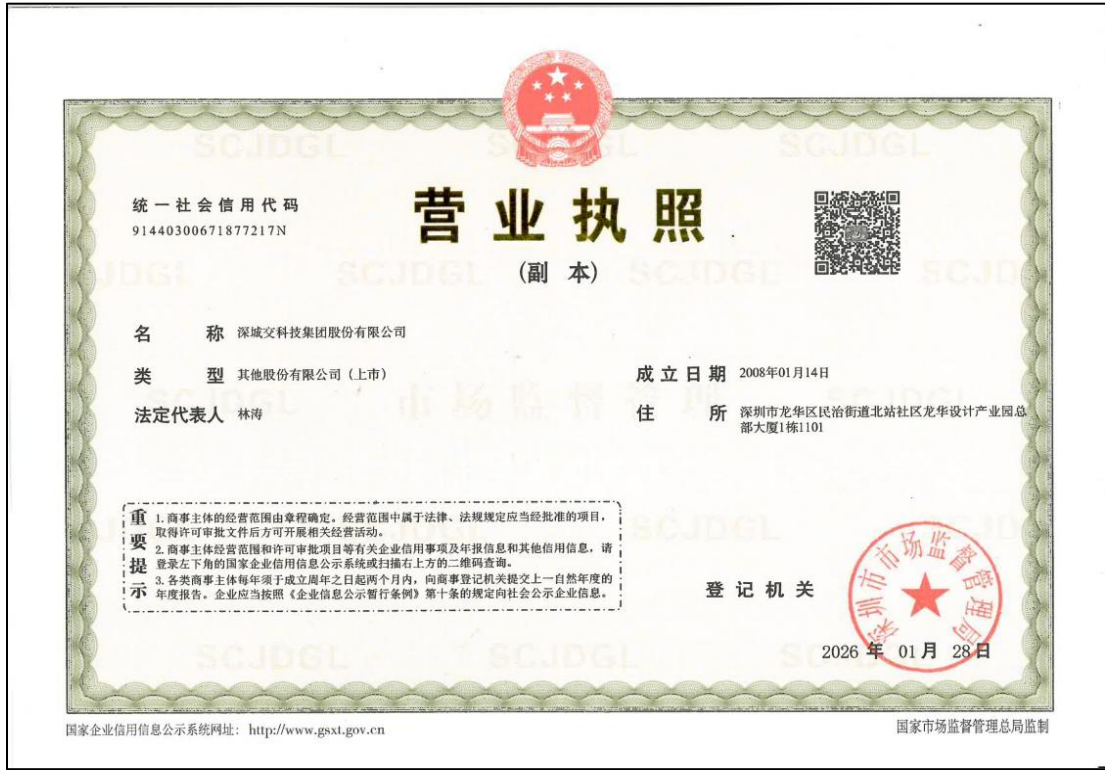 统一社会信用代码
91440300671877217N
营业执照
(副 本)
名 称 深城交科技集团股份有限公司
类 型 其他股份有限公司（上市）
法定代表人 林涛
成立日期 2008年01月14日
住 所 深圳市龙华区民治街道北站社区龙华设计产业园总
部大厦1栋1101
重要提示
1.商事主体的经营范围由章程确定。经营范围中属于法律、法规规定应当经批准的项目，
取得许可审批文件后方可开展相关经营活动。
2.商事主体经营范围和许可审批项目等有关企业信用事项及年报信息和其他信用信息，请
登录左下角的国家企业信用信息公示系统或扫描右上方的二维码查询。
3.各类商事主体每年须于成立周年之日起两个月内，向商事登记机关提交上一自然年度的
年度报告。企业应当按照《企业信息公示暂行条例》第十条的规定向社会公示企业信息。
登记机关
深圳市市场监督管理局
2026 年 01 月 28 日
国家企业信用信息公示系统网址：http://www.gsxt.gov.cn
国家市场监督管理总局监制
SCJDGL
市场监督管理